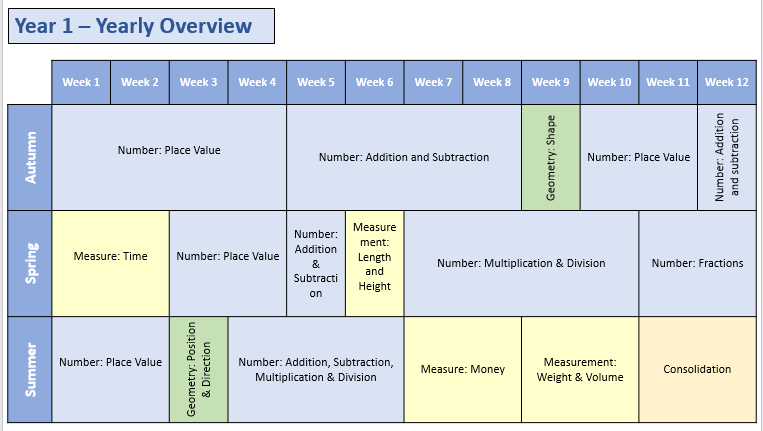 Year 1 – Yearly Overview
Week 1 Week 2 Week 3 Week 4 Week 5 Week 6 Week 7 Week 8 Week 9 Week 10 Week 11 Week 12
Autumn
Number: Place Value
Number: Addition and Subtraction
Geometry: Shape
Number: Place Value
Number: Addition
and subtraction
Spring
Measure: Time
Number: Place Value
Number:
Addition
&
Subtracti
on
Measure
ment:
Length
and
Height
Number: Multiplication & Division
Number: Fractions
Summer
Number: Place Value
Geometry: Position
& Direction
Number: Addition, Subtraction,
Multiplication & Division
Measure: Money
Measurement:
Weight & Volume
Consolidation